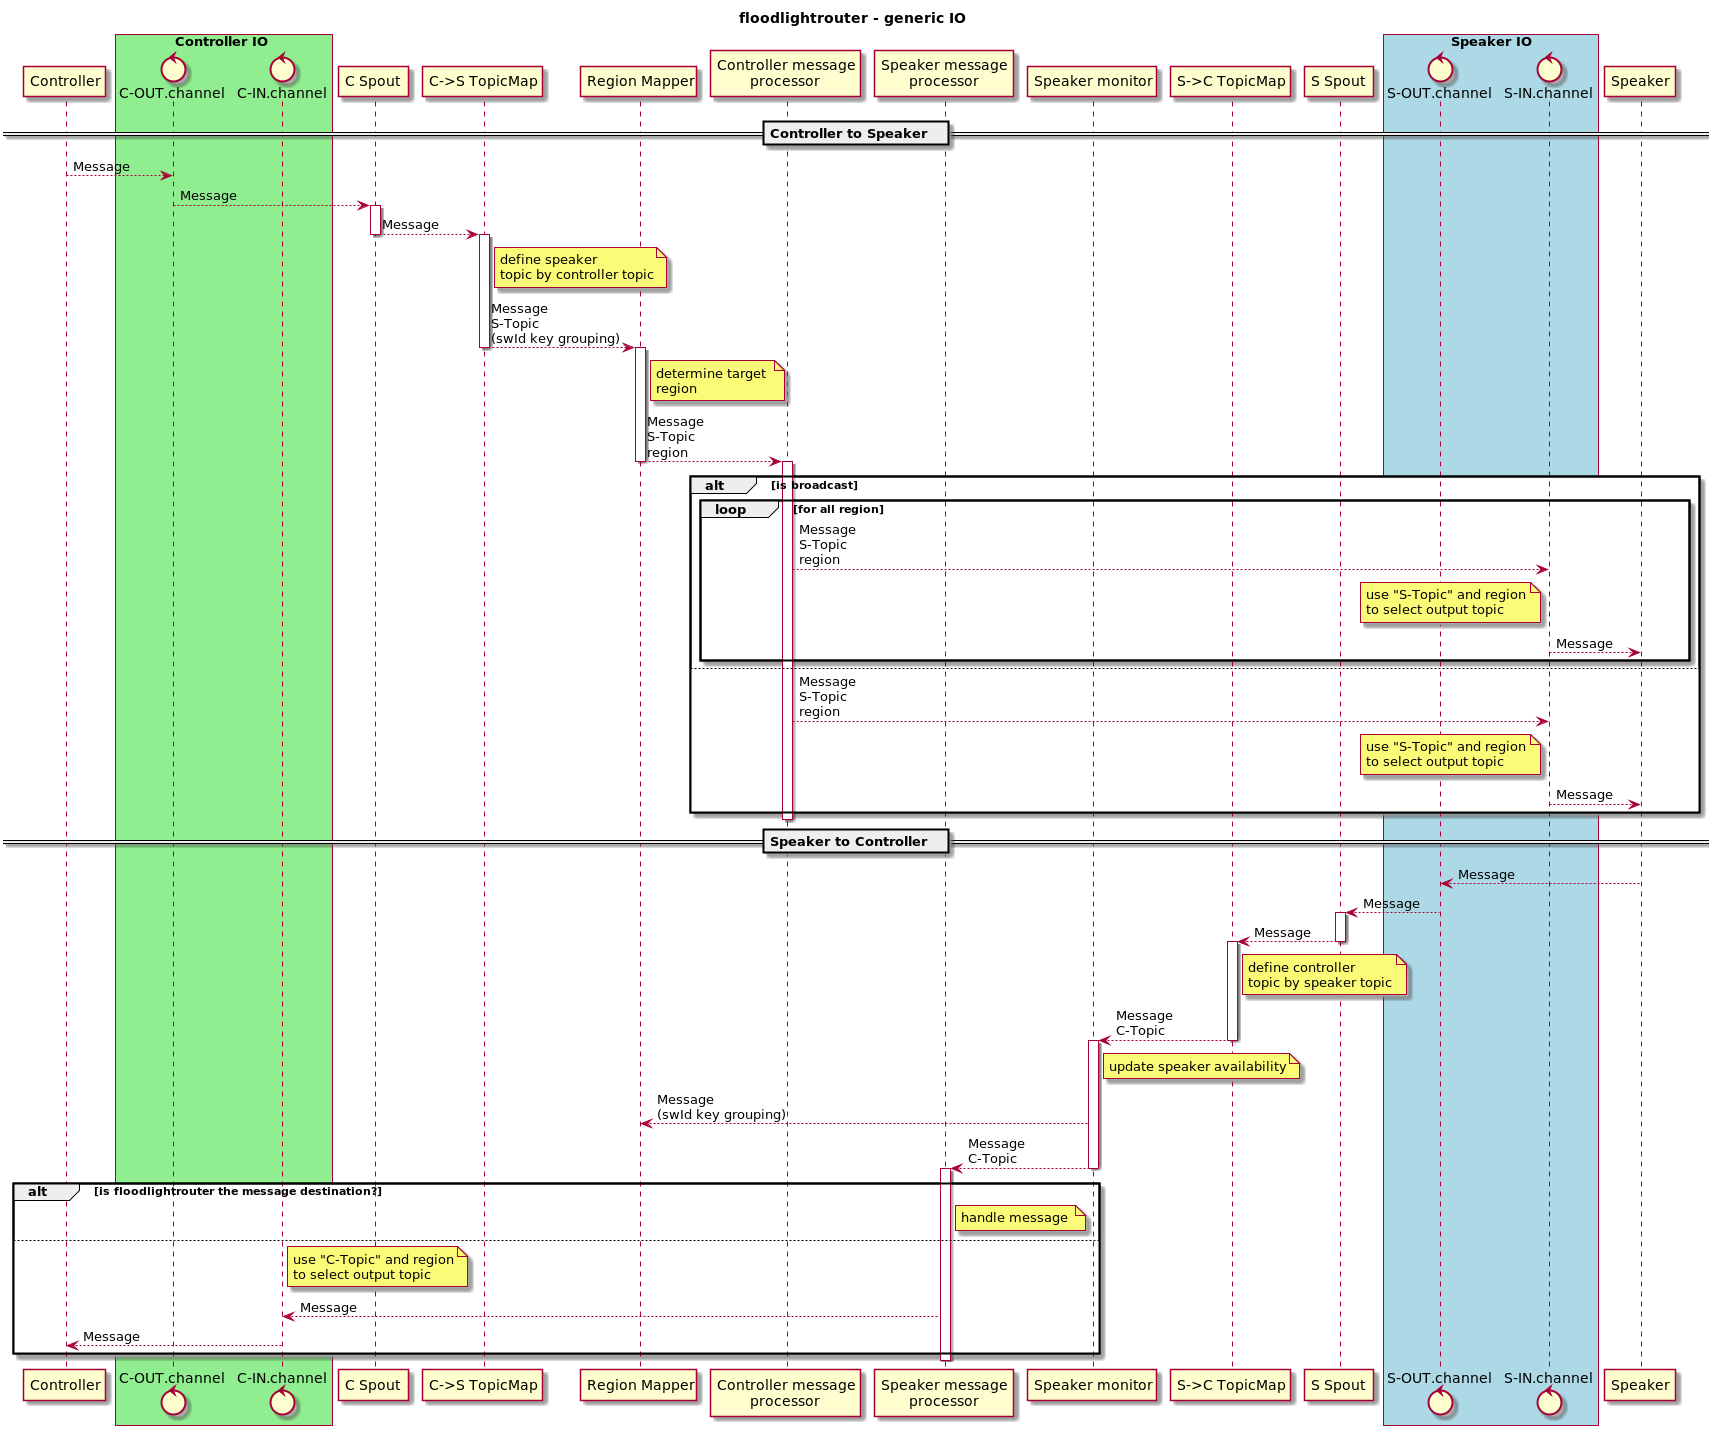 floodlightrouter - generic IO
Controller IO
Speaker IO
Controller
C-OUT.channel
C-IN.channel
C Spout
C->S TopicMap
Region Mapper
Controller message
processor
Speaker message
processor
Speaker monitor
S->C TopicMap
S Spout
S-OUT.channel
S-IN.channel
Speaker
Controller to Speaker
Message
Message
Message
define speaker
topic by controller topic
Message
S-Topic
(swId key grouping)
determine target
region
Message
S-Topic
region
alt
[is broadcast]
loop
[for all region]
Message
S-Topic
region
use "S-Topic" and region
to select output topic
Message
Message
S-Topic
region
use "S-Topic" and region
to select output topic
Message
Speaker to Controller
Message
Message
Message
define controller
topic by speaker topic
Message
C-Topic
update speaker availability
Message
(swId key grouping)
Message
C-Topic
alt
[is floodlightrouter the message destination?]
handle message
use "C-Topic" and region
to select output topic
Message
Message
Controller
C-OUT.channel
C-IN.channel
C Spout
C->S TopicMap
Region Mapper
Controller message
processor
Speaker message
processor
Speaker monitor
S->C TopicMap
S Spout
S-OUT.channel
S-IN.channel
Speaker